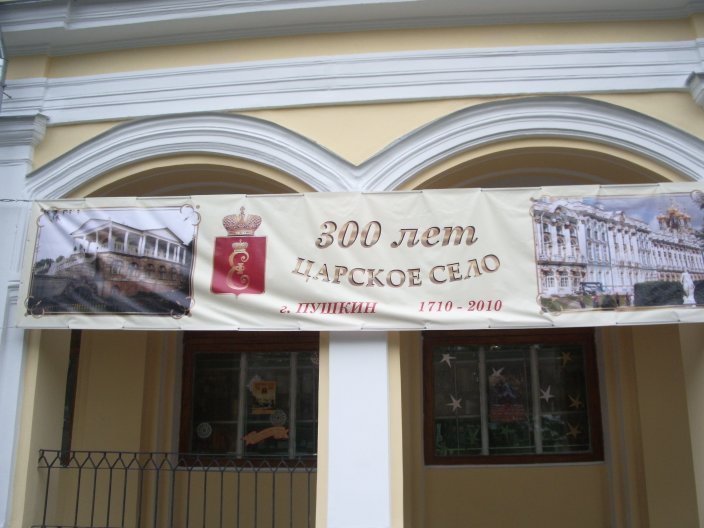 300 лет
ЦАРСКОЕ СЕЛО
г. ПУШКИН 1710 - 2010